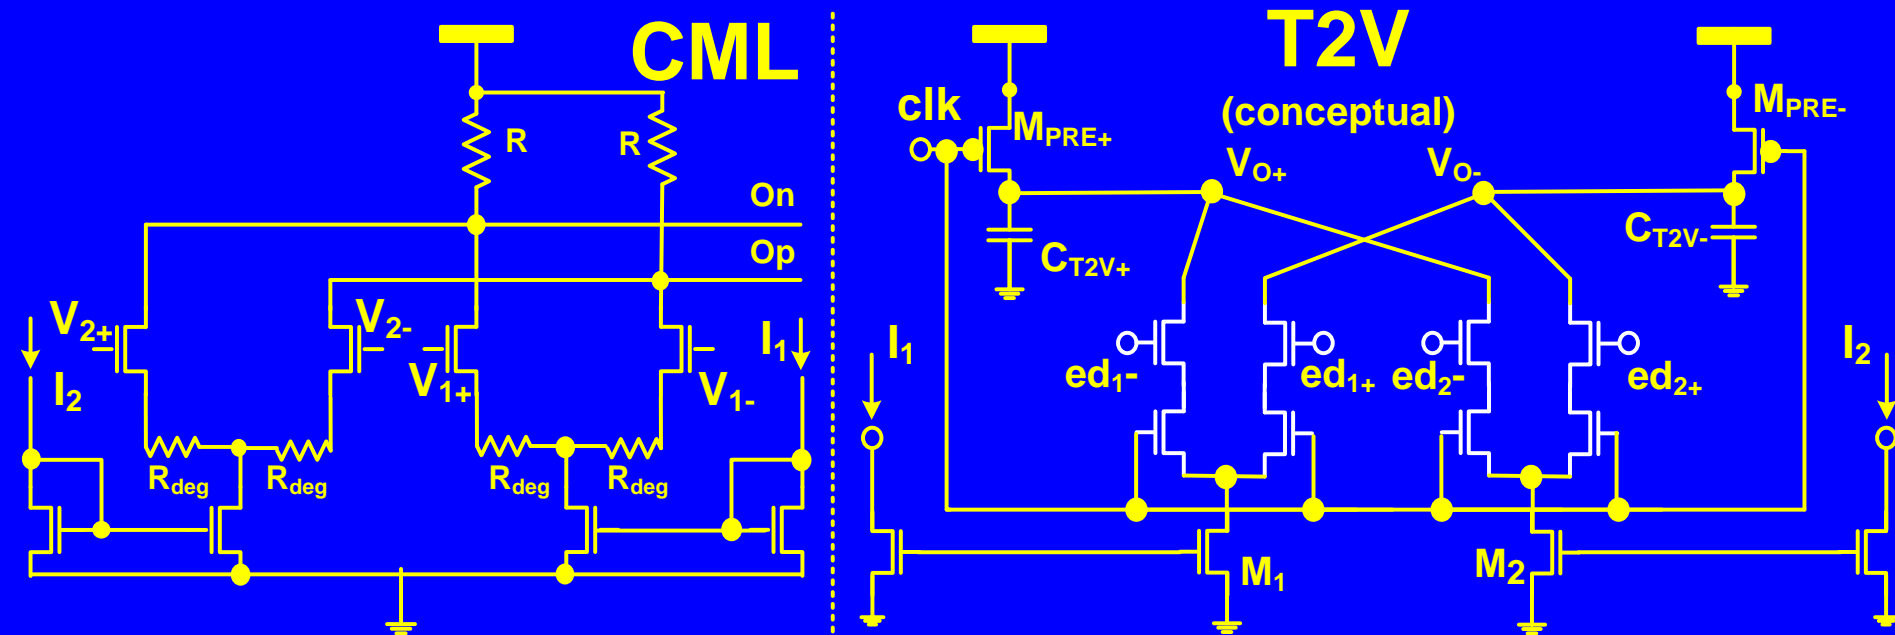 CML
R
R
On
Op
V2+
V2-
V1+
V1-
I1
I2
Rdeg
Rdeg
Rdeg
Rdeg
T2V
(conceptual)
clk
MPRE+
MPRE-
VO+
VO-
CT2V+
CT2V-
I1
I2
ed1-
ed1+
ed2-
ed2+
M1
M2